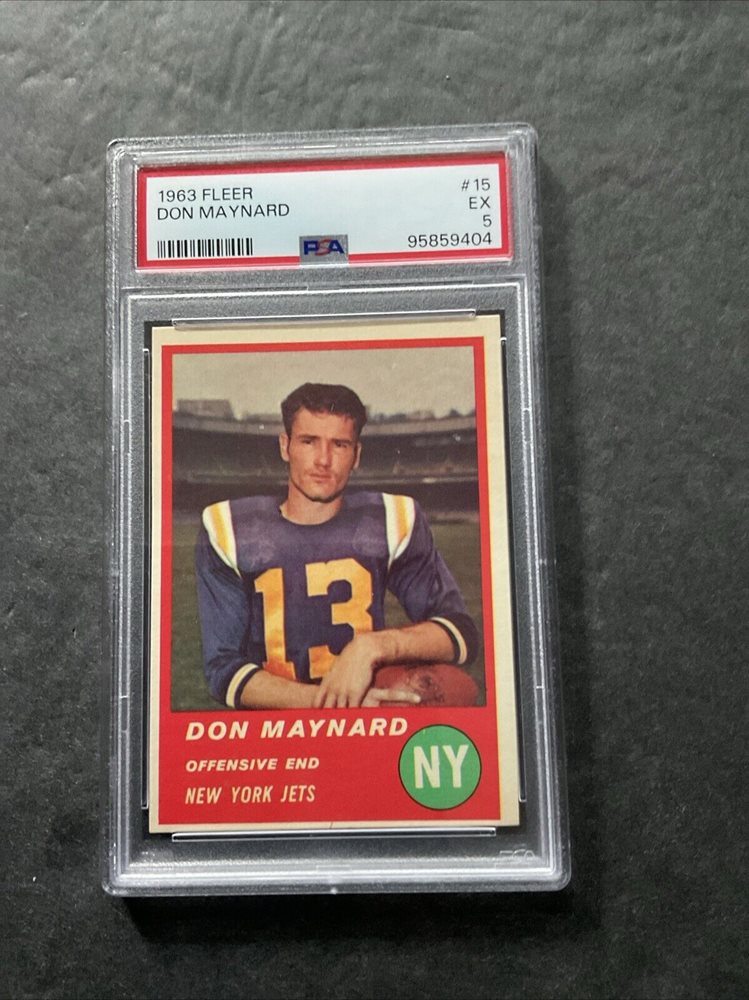 1963 FLEER #15
DON MAYNARD EX
5
PSA 95859404
13
DON MAYNARD
OFFENSIVE END
NEW YORK JETS
NY